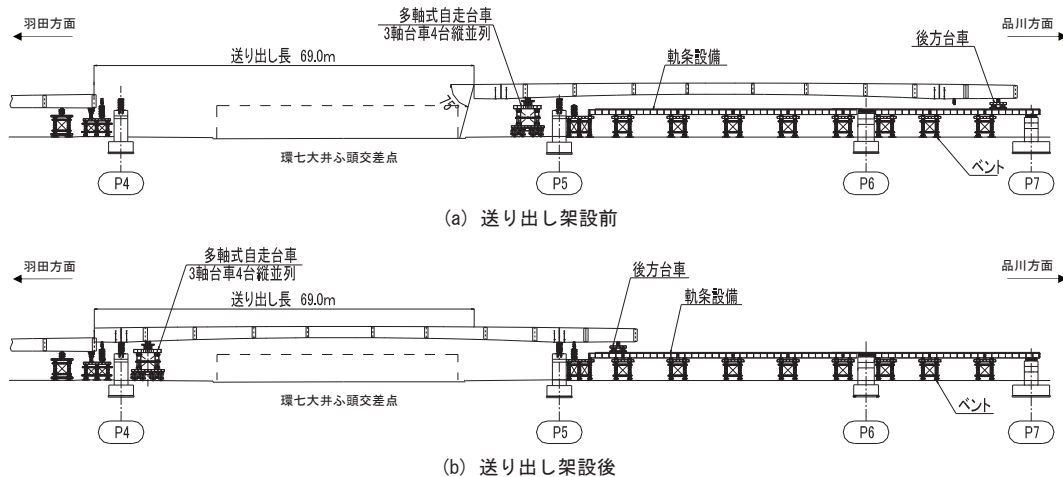 羽田方面
多軸式自走台車
3軸台車4台縦並列
品川方面
送り出し長 69.0m
軌条設備
後方台車
75°
環七大井ふ頭交差点
ベント
P4
P5
P6
P7
(a) 送り出し架設前
羽田方面
多軸式自走台車
3軸台車4台縦並列
品川方面
後方台車
送り出し長 69.0m
軌条設備
環七大井ふ頭交差点
ベント
P4
P5
P6
P7
(b) 送り出し架設後